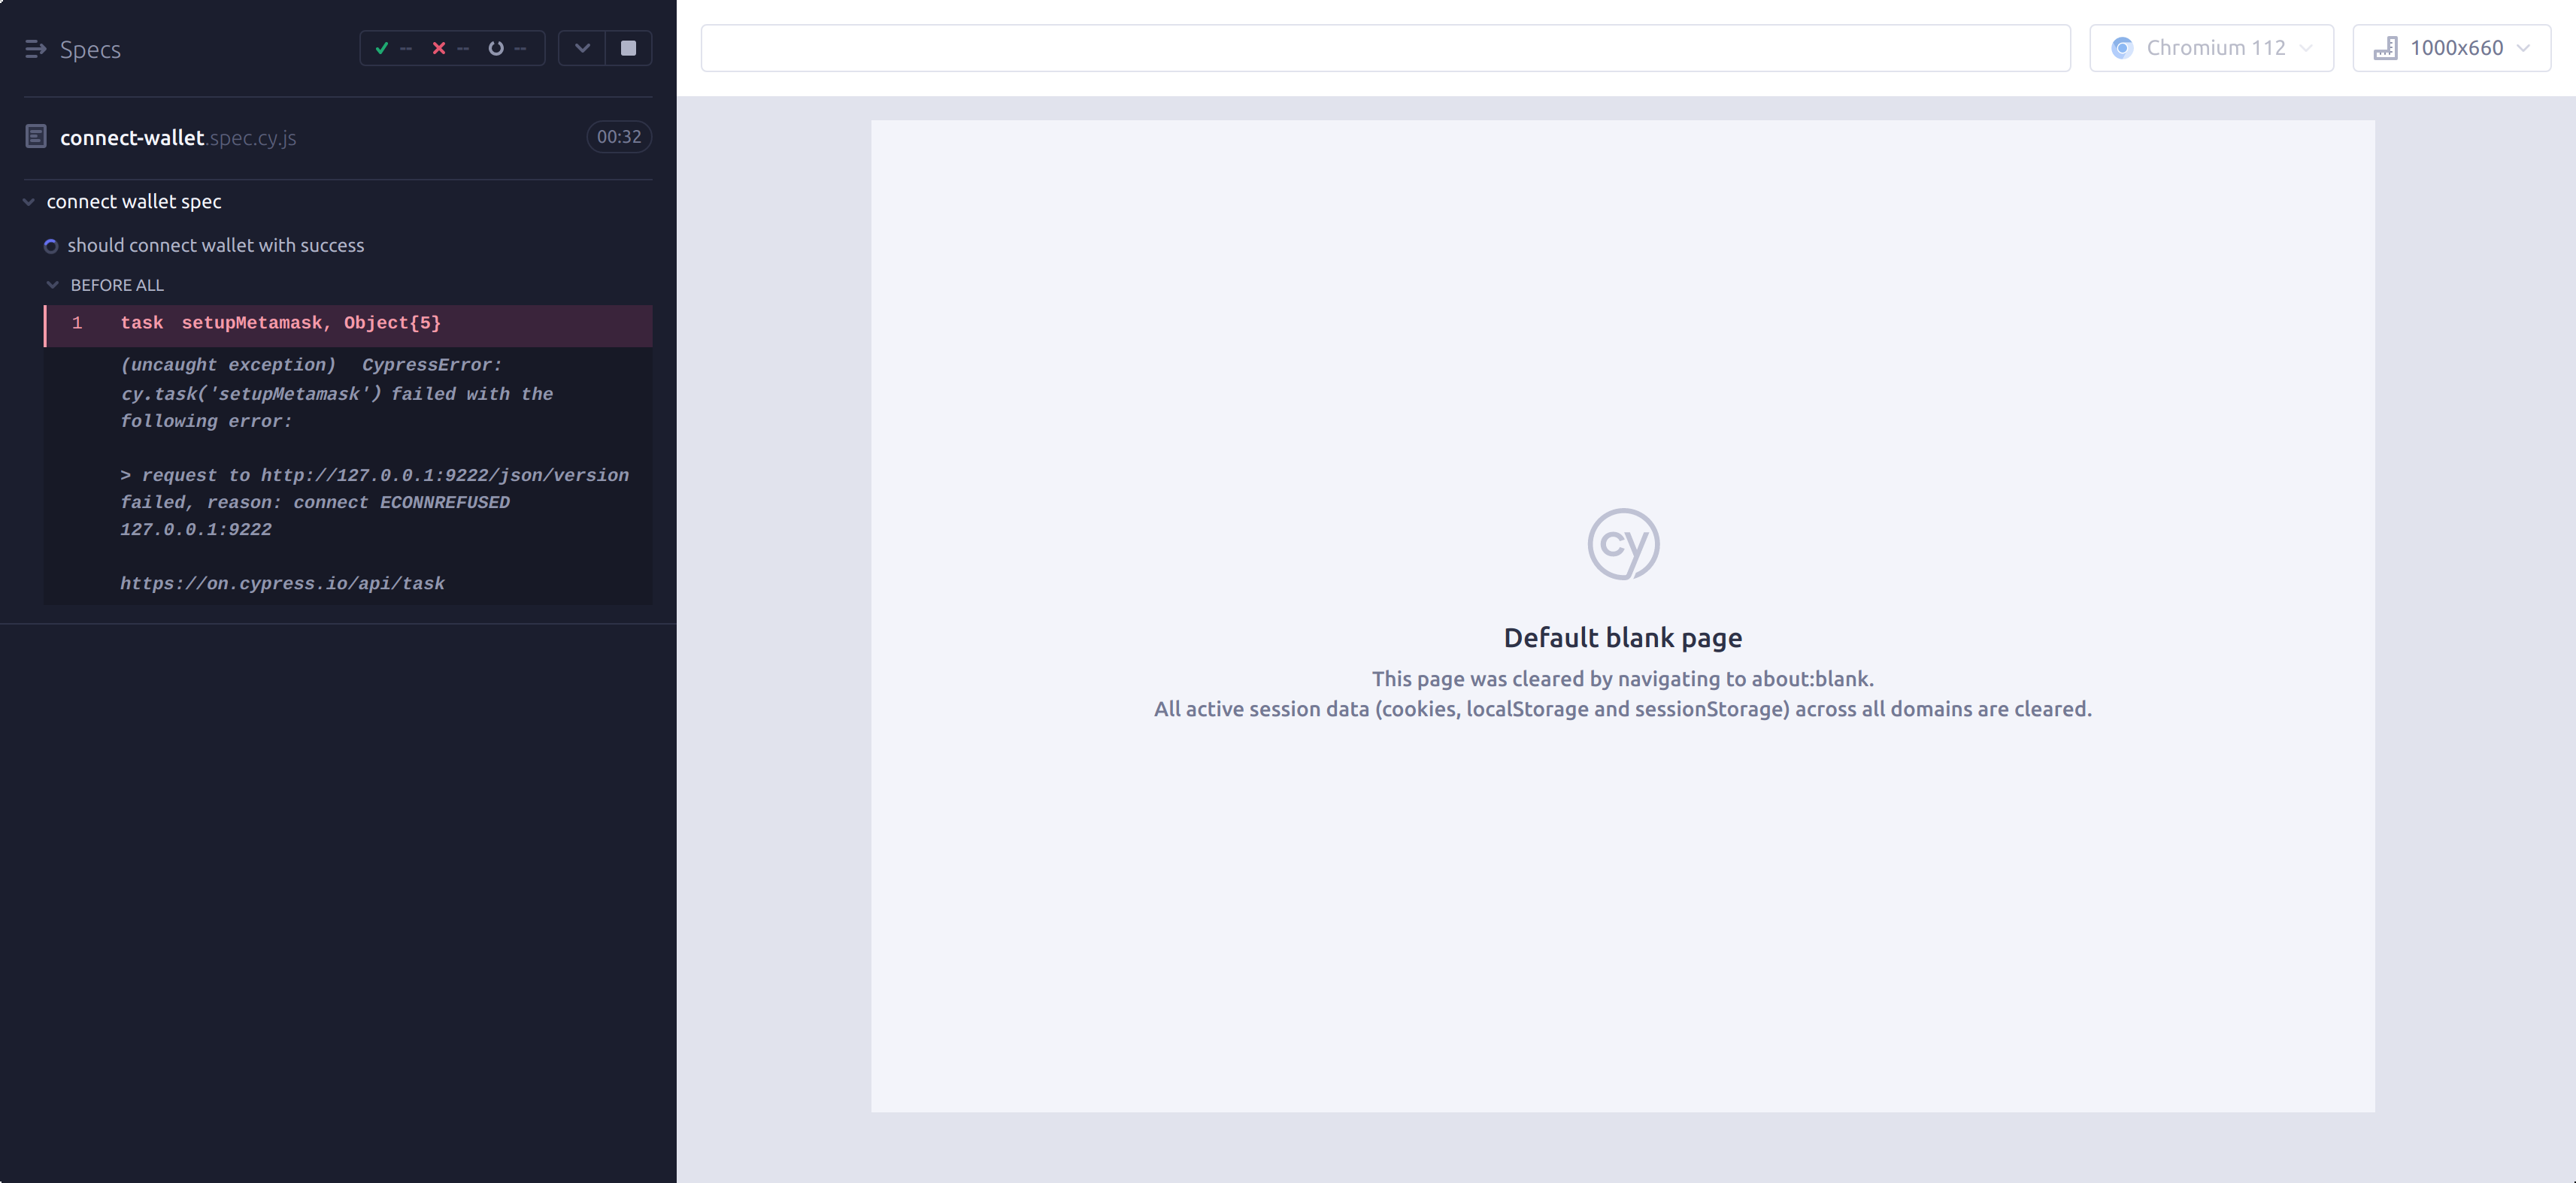 Specs
-- -- --
connect-wallet.spec.cy.js
00:32
connect wallet spec
should connect wallet with success
BEFORE ALL
1 task setupMetamask, Object{5}
(uncaught exception) CypressError:
cy.task('setupMetamask') failed with the
following error:
> request to http://127.0.0.1:9222/json/version
failed, reason: connect ECONNREFUSED
127.0.0.1:9222
https://on.cypress.io/api/task
Chromium 112
1000x660
cy
Default blank page
This page was cleared by navigating to about:blank.
All active session data (cookies, localStorage and sessionStorage) across all domains are cleared.